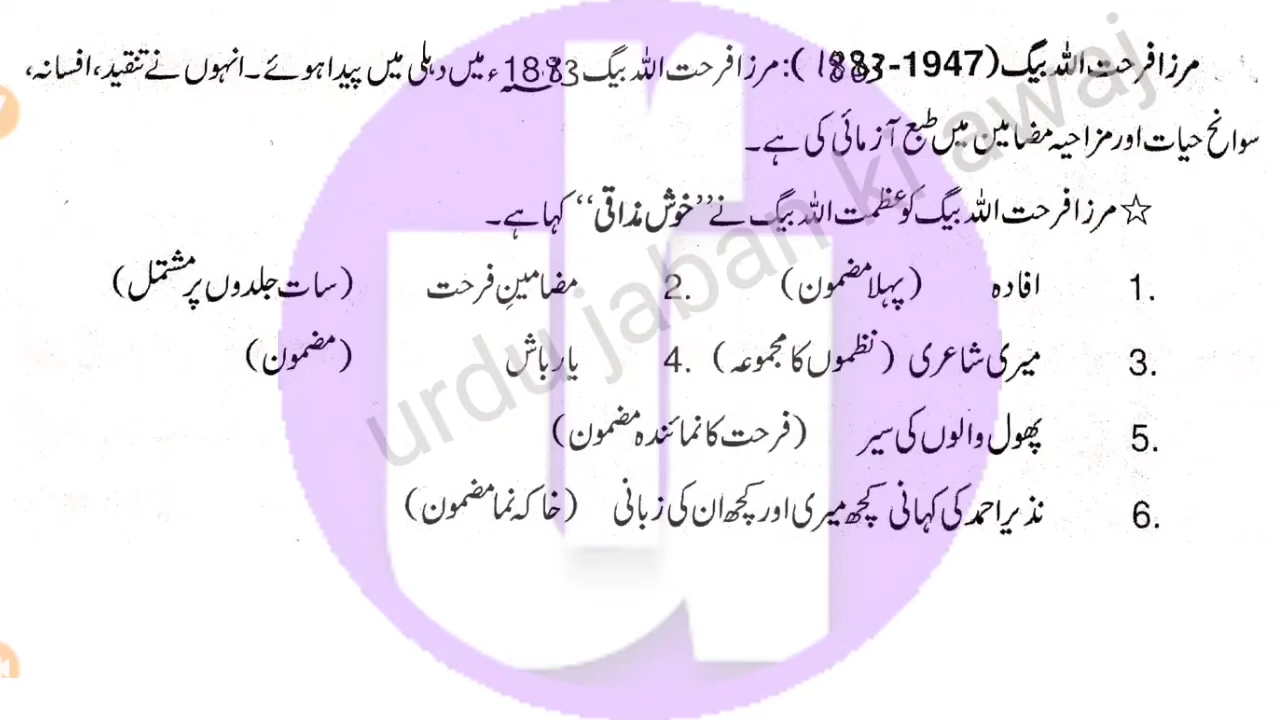 مرزا فرحت اللہ بیگ (1883-1947): مرزا فرحت اللہ بیگ 1883ء میں دہلی میں پیدا ہوئے۔ انہوں نے تنقید، افسانہ،
سوانح حیات اور مزاحیہ مضامین میں طبع آزمائی کی ہے۔
☆ مرزا فرحت اللہ بیگ کو عظمت اللہ بیگ نے ”خوش مذاقی“ کہا ہے۔
1. افادہ (پہلا مضمون) 2. مضامینِ فرحت (سات جلدوں پر مشتمل)
3. میری شاعری (نظموں کا مجموعہ) 4. یار باش (مضمون)
5. پھول والوں کی سیر (فرحت کا نمائندہ مضمون)
6. نذیر احمد کی کہانی کچھ میری اور کچھ ان کی زبانی (خاکہ نما مضمون)
urdu jaban ki awaj